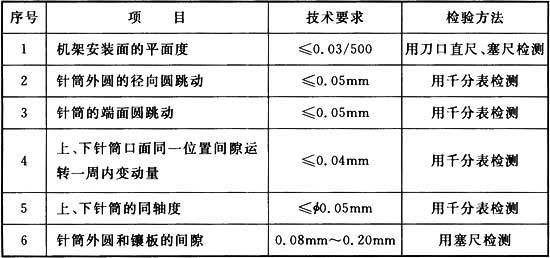 序号 项 目 技术要求 检验方法
1 机架安装面的平面度 ≤0.03/500 用刀口直尺、塞尺检测
2 针筒外圆的径向圆跳动 ≤0.05mm 用千分表检测
3 针筒的端面圆跳动 ≤0.05mm 用千分表检测
4 上、下针筒口面同一位置间隙运转一周内变动量 ≤0.04mm 用千分表检测
5 上、下针筒的同轴度 ≤ϕ0.05mm 用千分表检测
6 针筒外圆和镶板的间隙 0.08mm～0.20mm 用塞尺检测